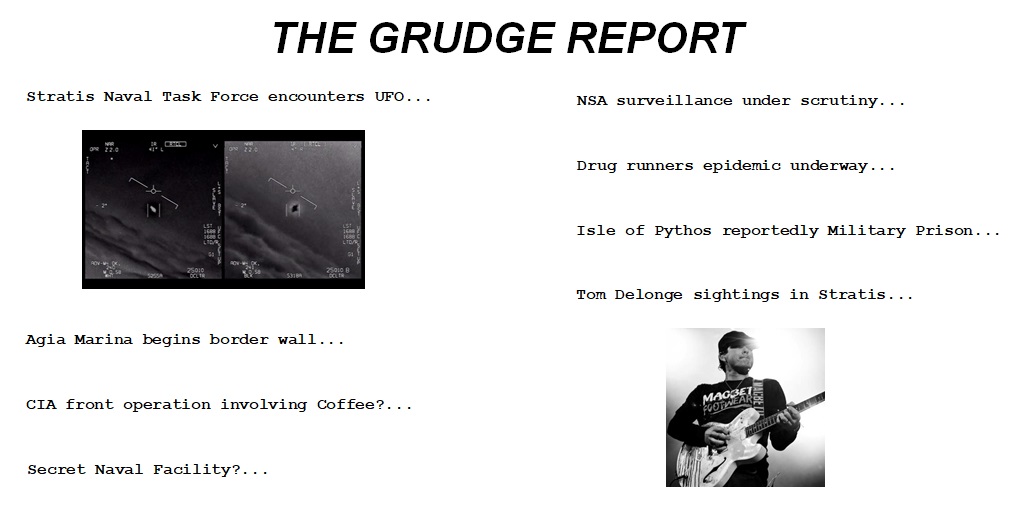 THE GRUDGE REPORT
Stratis Naval Task Force encounters UFO...
Agia Marina begins border wall...
CIA front operation involving Coffee?...
Secret Naval Facility?...
NSA surveillance under scrutiny...
Drug runners epidemic underway...
Isle of Pythos reportedly Military Prison...
Tom Delonge sightings in Stratis...
MACBET
FOOTWEAR